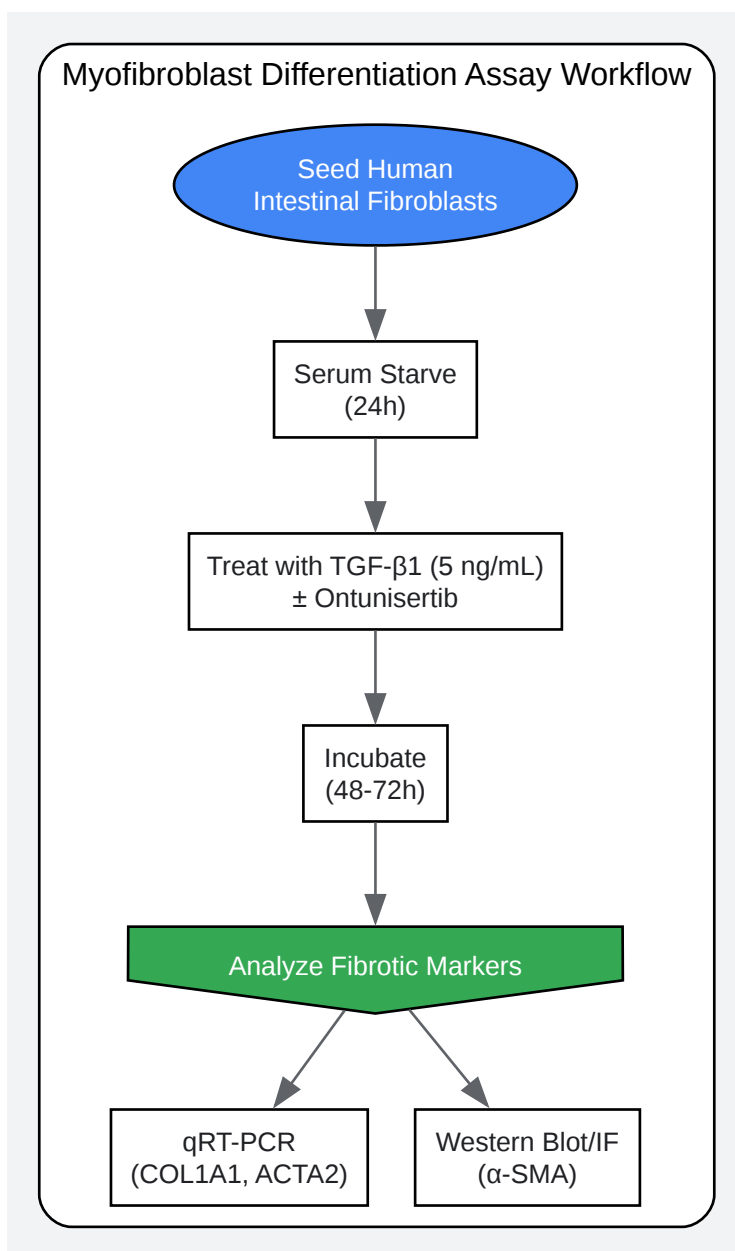 Myofibroblast Differentiation Assay Workflow
Seed Human
Intestinal Fibroblasts
Serum Starve
(24h)
Treat with TGF-β1 (5 ng/mL)
± Ontunisertib
Incubate
(48-72h)
Analyze Fibrotic Markers
qRT-PCR
(COL1A1, ACTA2)
Western Blot/IF
(α-SMA)